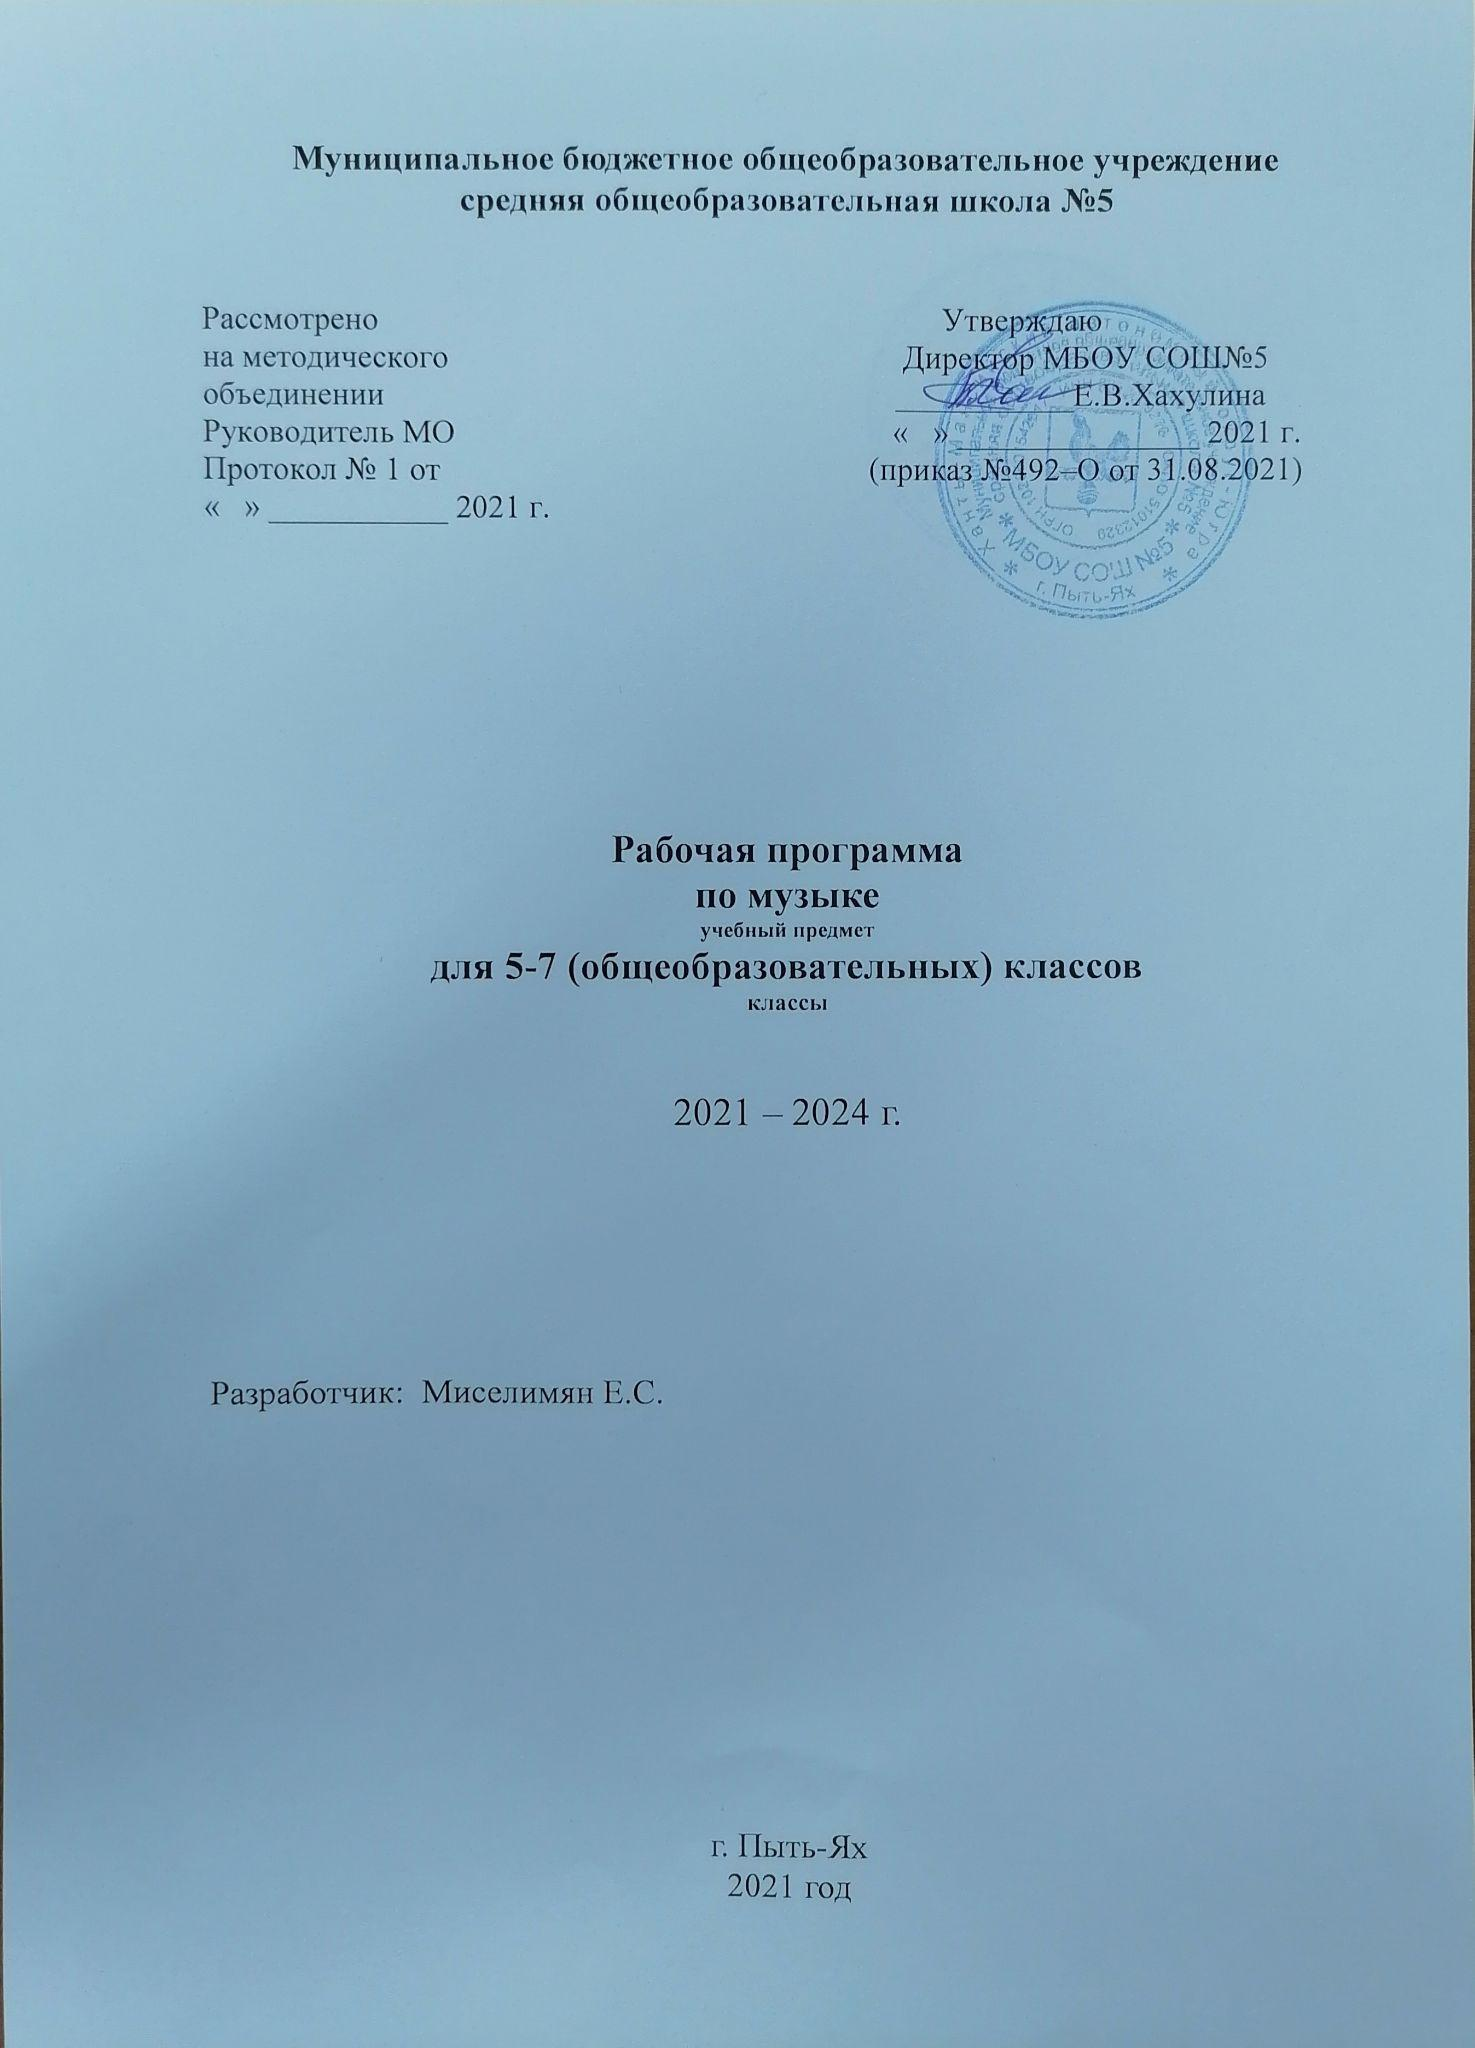 Муниципальное бюджетное общеобразовательное учреждение
средняя общеобразовательная школа №5
Рассмотрено
на методического
объединении
Руководитель МО
Протокол № 1 от
« » ___________ 2021 г.
Утверждаю
Директор МБОУ СОШ№5
Е.В.Хахулина
« » ________________ 2021 г.
(приказ №492–О от 31.08.2021)
* МБОУ СОШ №5 *
г. Пыть-Ях
Рабочая программа
по музыке
учебный предмет
для 5-7 (общеобразовательных) классов
классы
2021 – 2024 г.
Разработчик: Миселимян Е.С.
г. Пыть-Ях
2021 год